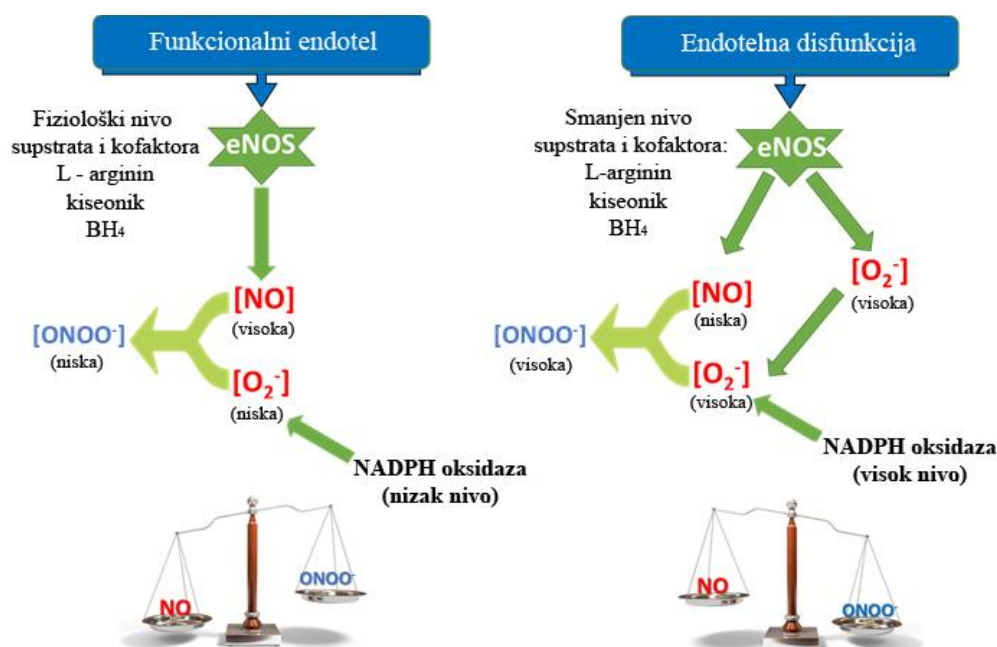 Funkcionalni endotel
Fiziološki nivo
supstrata i kofaktora
L - arginin
kiseonik
BH₄
eNOS
[NO]
(visoka)
[ONOO⁻]
(niska)
[O₂⁻]
(niska)
NADPH oksidaza
(nizak nivo)
NO
ONOO⁻
Endotelna disfunkcija
Smanjen nivo
supstrata i kofaktora:
L-arginin
kiseonik
BH₄
eNOS
[O₂⁻]
(visoka)
[NO]
(niska)
[ONOO⁻]
(visoka)
[O₂⁻]
(visoka)
NADPH oksidaza
(visok nivo)
NO
ONOO⁻